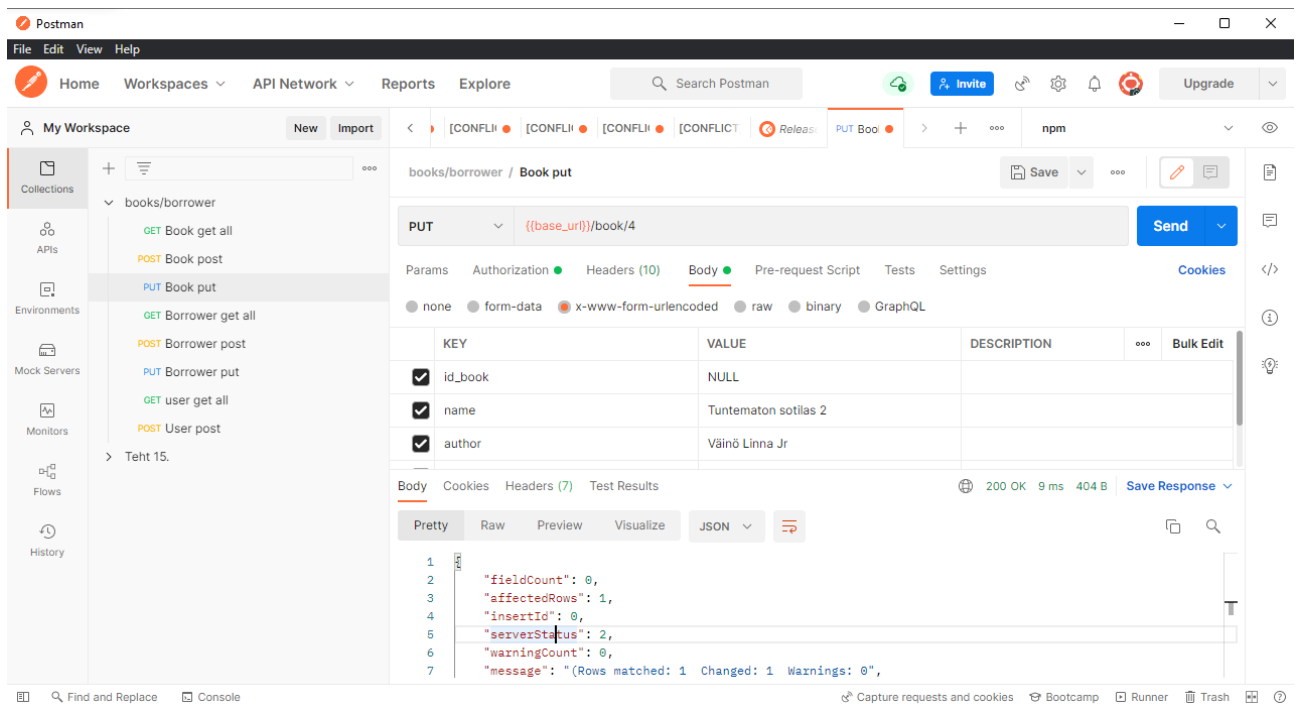 Postman
File Edit View Help
Home Workspaces API Network Reports Explore Search Postman Invite Upgrade
My Workspace New Import [CONFLI [CONFLI [CONFLI [CONFLICT Releas PUT Bool npm
Collections
APIs
Environments
Mock Servers
Monitors
Flows
History
books/borrower
GET Book get all
POST Book post
PUT Book put
GET Borrower get all
POST Borrower post
PUT Borrower put
GET user get all
POST User post
Teht 15.
books/borrower / Book put Save
PUT {{base_url}}/book/4 Send
Params Authorization Headers (10) Body Pre-request Script Tests Settings Cookies
none form-data x-www-form-urlencoded raw binary GraphQL
KEY VALUE DESCRIPTION Bulk Edit
id_book NULL
name Tuntematon sotilas 2
author Väinö Linna Jr
Body Cookies Headers (7) Test Results 200 OK 9 ms 404 B Save Response
Pretty Raw Preview Visualize JSON
1 {
2 "fieldCount": 0,
3 "affectedRows": 1,
4 "insertId": 0,
5 "serverStatus": 2,
6 "warningCount": 0,
7 "message": "(Rows matched: 1 Changed: 1 Warnings: 0",
Find and Replace Console Capture requests and cookies Bootcamp Runner Trash